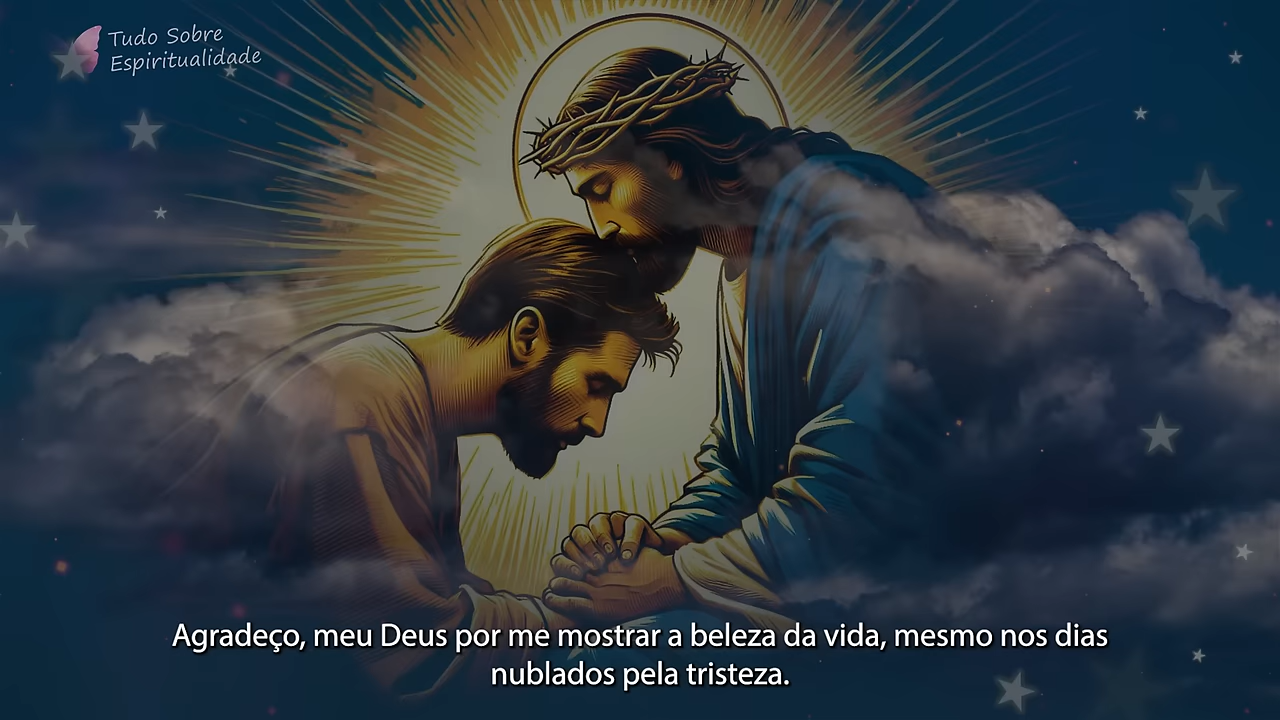 Tudo Sobre
Espiritualidade
Agradeço, meu Deus por me mostrar a beleza da vida, mesmo nos dias
nublados pela tristeza.